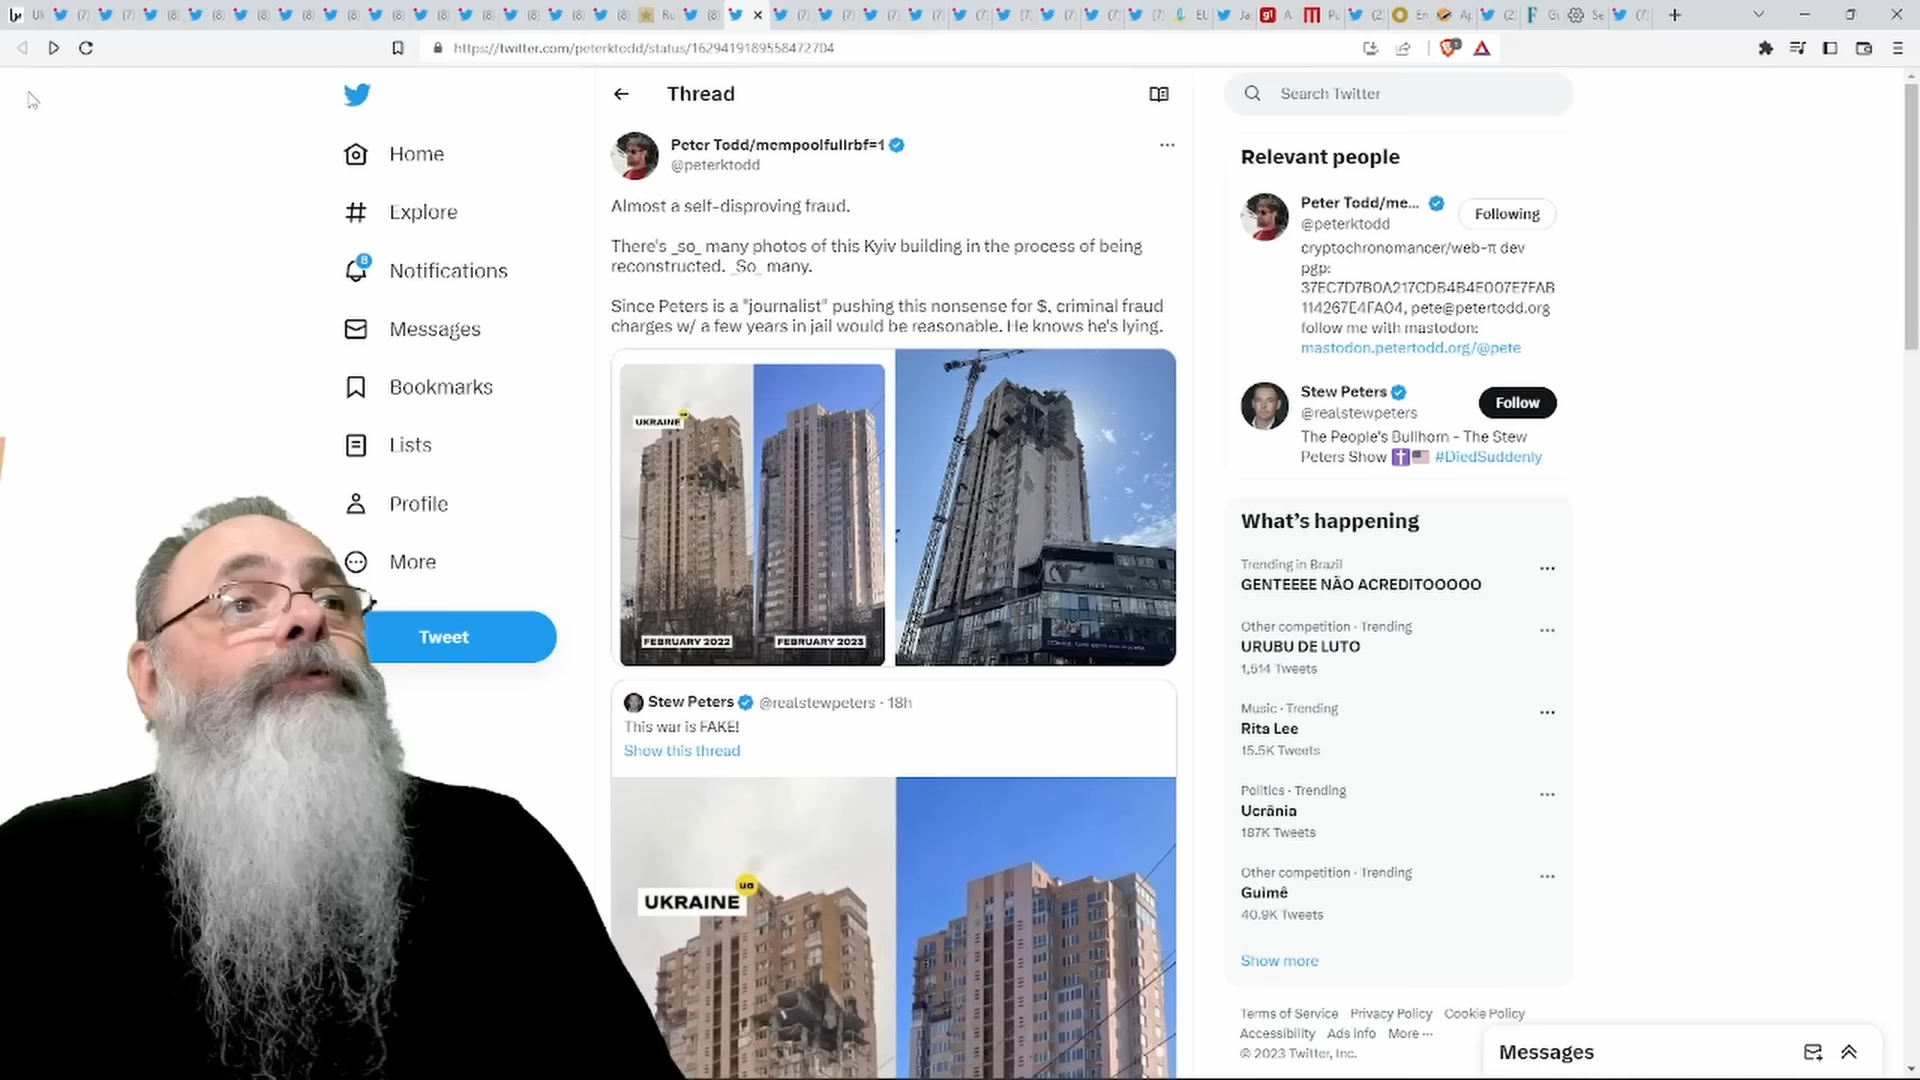 https://twitter.com/peterktodd/status/1629419189558472704
Home
Explore
8
Notifications
Messages
Bookmarks
Lists
Profile
More
Tweet
Thread
Peter Todd/mempoolfullrbf=1
@peterktodd
Almost a self-disproving fraud.
There's _so_ many photos of this Kyiv building in the process of being
reconstructed. _So_ many.
Since Peters is a "journalist" pushing this nonsense for $, criminal fraud
charges w/ a few years in jail would be reasonable. He knows he's lying.
UKRAINE
FEBRUARY 2022
FEBRUARY 2023
Stew Peters @realstewpeters · 18h
This war is FAKE!
Show this thread
UKRAINE
ua
Search Twitter
Relevant people
Peter Todd/me...
Following
@peterktodd
cryptochronomancer/web-π dev
pgp:
37EC7D7B0A217CDB4B4E007E7FAB
114267E4FA04, pete@petertodd.org
follow me with mastodon:
mastodon.petertodd.org/@pete
Stew Peters
Follow
@realstewpeters
The People's Bullhorn - The Stew
Peters Show #DiedSuddenly
What's happening
Trending in Brazil
GENTEEEE NÃO ACREDITOOOOO
Other competition · Trending
URUBU DE LUTO
1,514 Tweets
Music · Trending
Rita Lee
15.5K Tweets
Politics · Trending
Ucrânia
187K Tweets
Other competition · Trending
Guimê
40.9K Tweets
Show more
Terms of Service Privacy Policy Cookie Policy
Accessibility Ads info More ···
© 2023 Twitter, Inc.
Messages